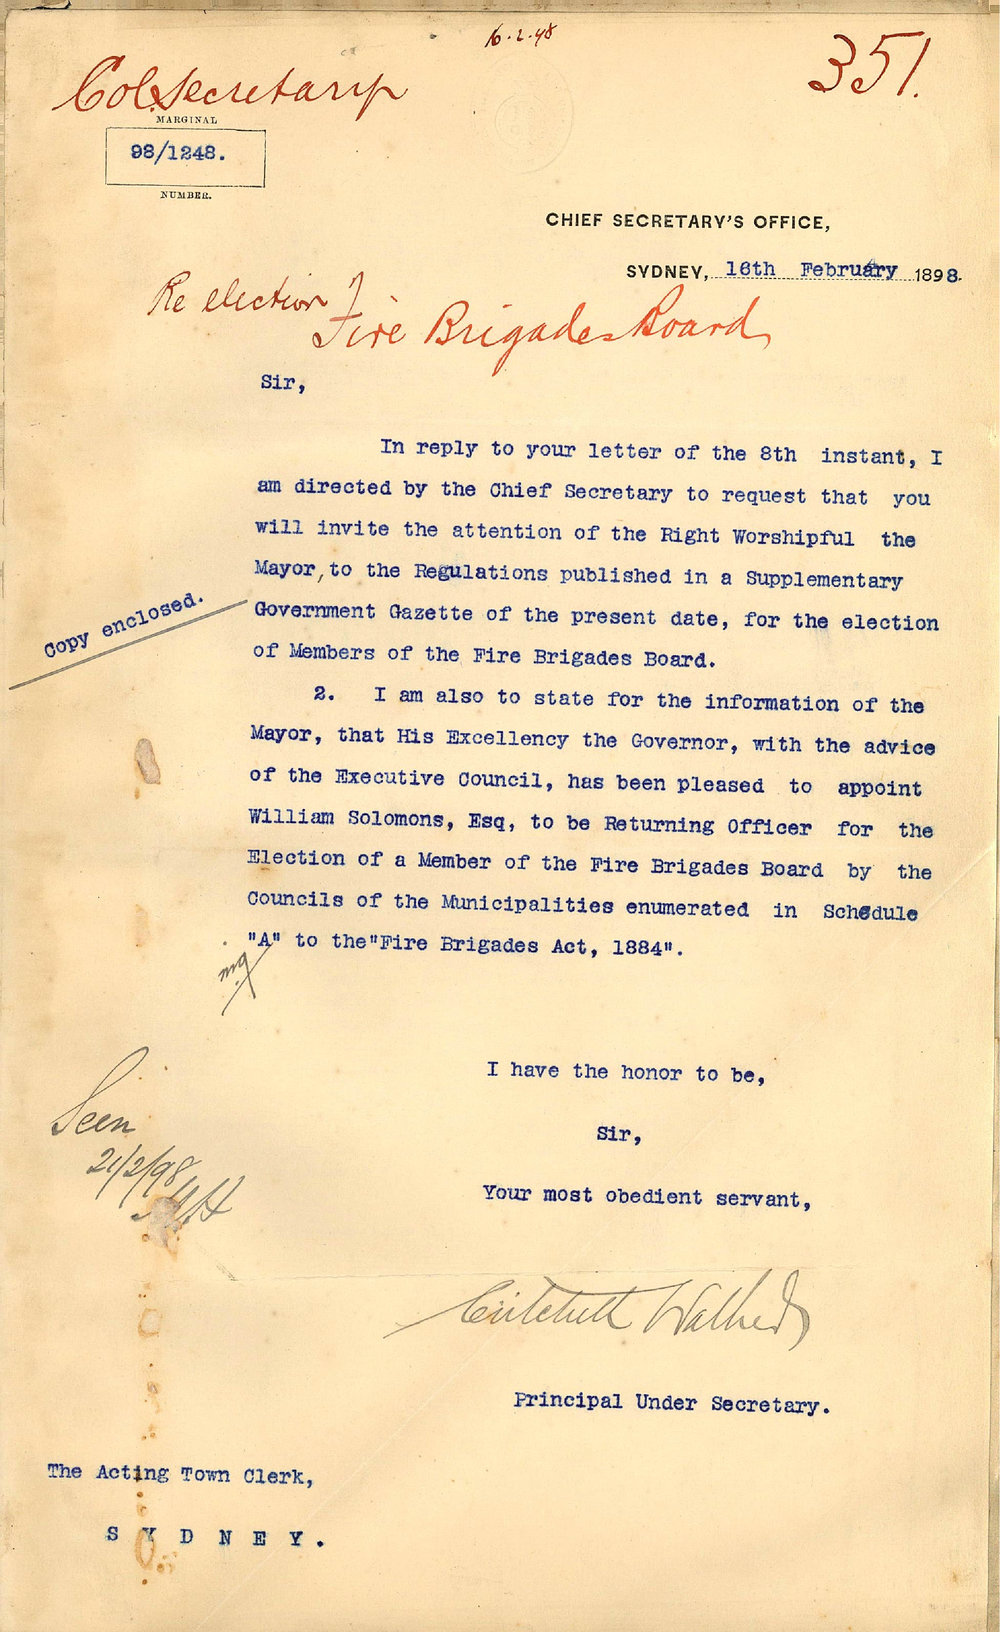 16.2.98
351.
Col. Secretary
MARGINAL
98/1248.
NUMBER.
CHIEF SECRETARY'S OFFICE,
SYDNEY, 16th February 1898.
Re election
Fire Brigades Board
Sir,
In reply to your letter of the 8th instant, I
am directed by the Chief Secretary to request that you
will invite the attention of the Right Worshipful the
Mayor, to the Regulations published in a Supplementary
Copy enclosed.
Government Gazette of the present date, for the election
of Members of the Fire Brigades Board.
2. I am also to state for the information of the
Mayor, that His Excellency the Governor, with the advice
of the Executive Council, has been pleased to appoint
William Solomons, Esq, to be Returning Officer for the
Election of a Member of the Fire Brigades Board by the
Councils of the Municipalities enumerated in Schedule
"A" to the"Fire Brigades Act, 1884".
I have the honor to be,
Seen
21/2/98
Sir,
Your most obedient servant,
Critchett Walker
Principal Under Secretary.
The Acting Town Clerk,
SYDNEY.